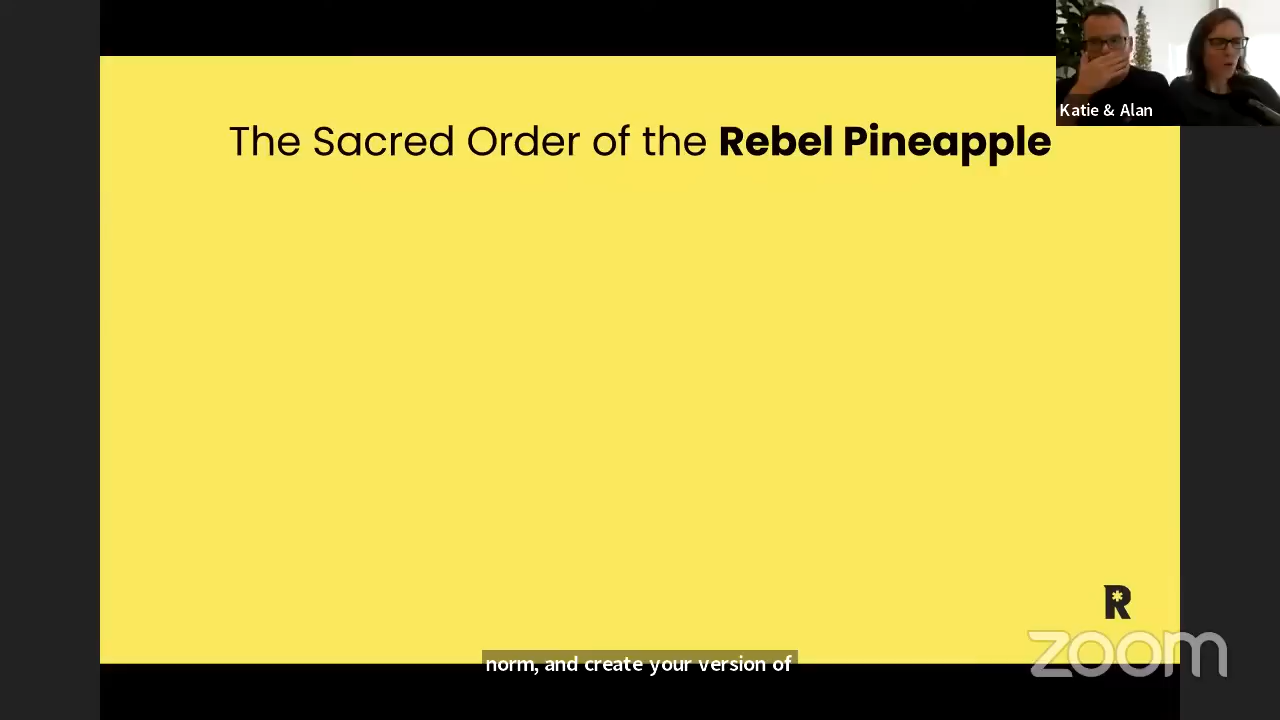 Katie & Alan
The Sacred Order of the Rebel Pineapple
R
zoom
norm, and create your version of